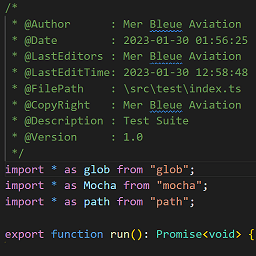 /*
 * @Author      : Mer Bleue Aviation
 * @Date        : 2023-01-30 01:56:25
 * @LastEditors : Mer Bleue Aviation
 * @LastEditTime: 2023-01-30 12:58:48
 * @FilePath    : \src\test\index.ts
 * @CopyRight   : Mer Bleue Aviation
 * @Description : Test Suite
 * @Version     : 1.0
 */
import * as glob from "glob";
import * as Mocha from "mocha";
import * as path from "path";
export function run(): Promise<void> {